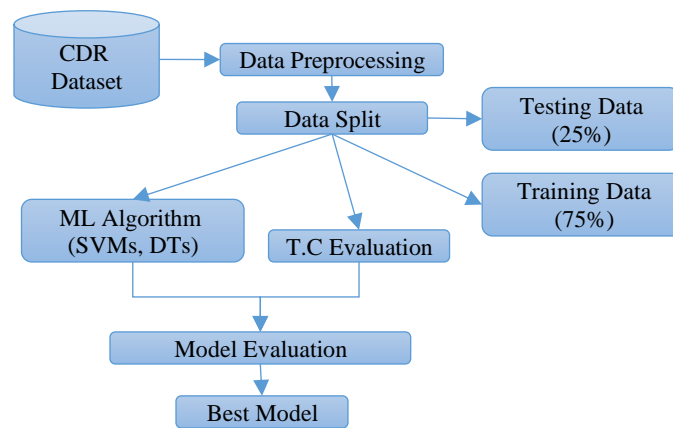 CDR
Dataset
Data Preprocessing
Data Split
Testing Data
(25%)
Training Data
(75%)
ML Algorithm
(SVMs, DTs)
T.C Evaluation
Model Evaluation
Best Model